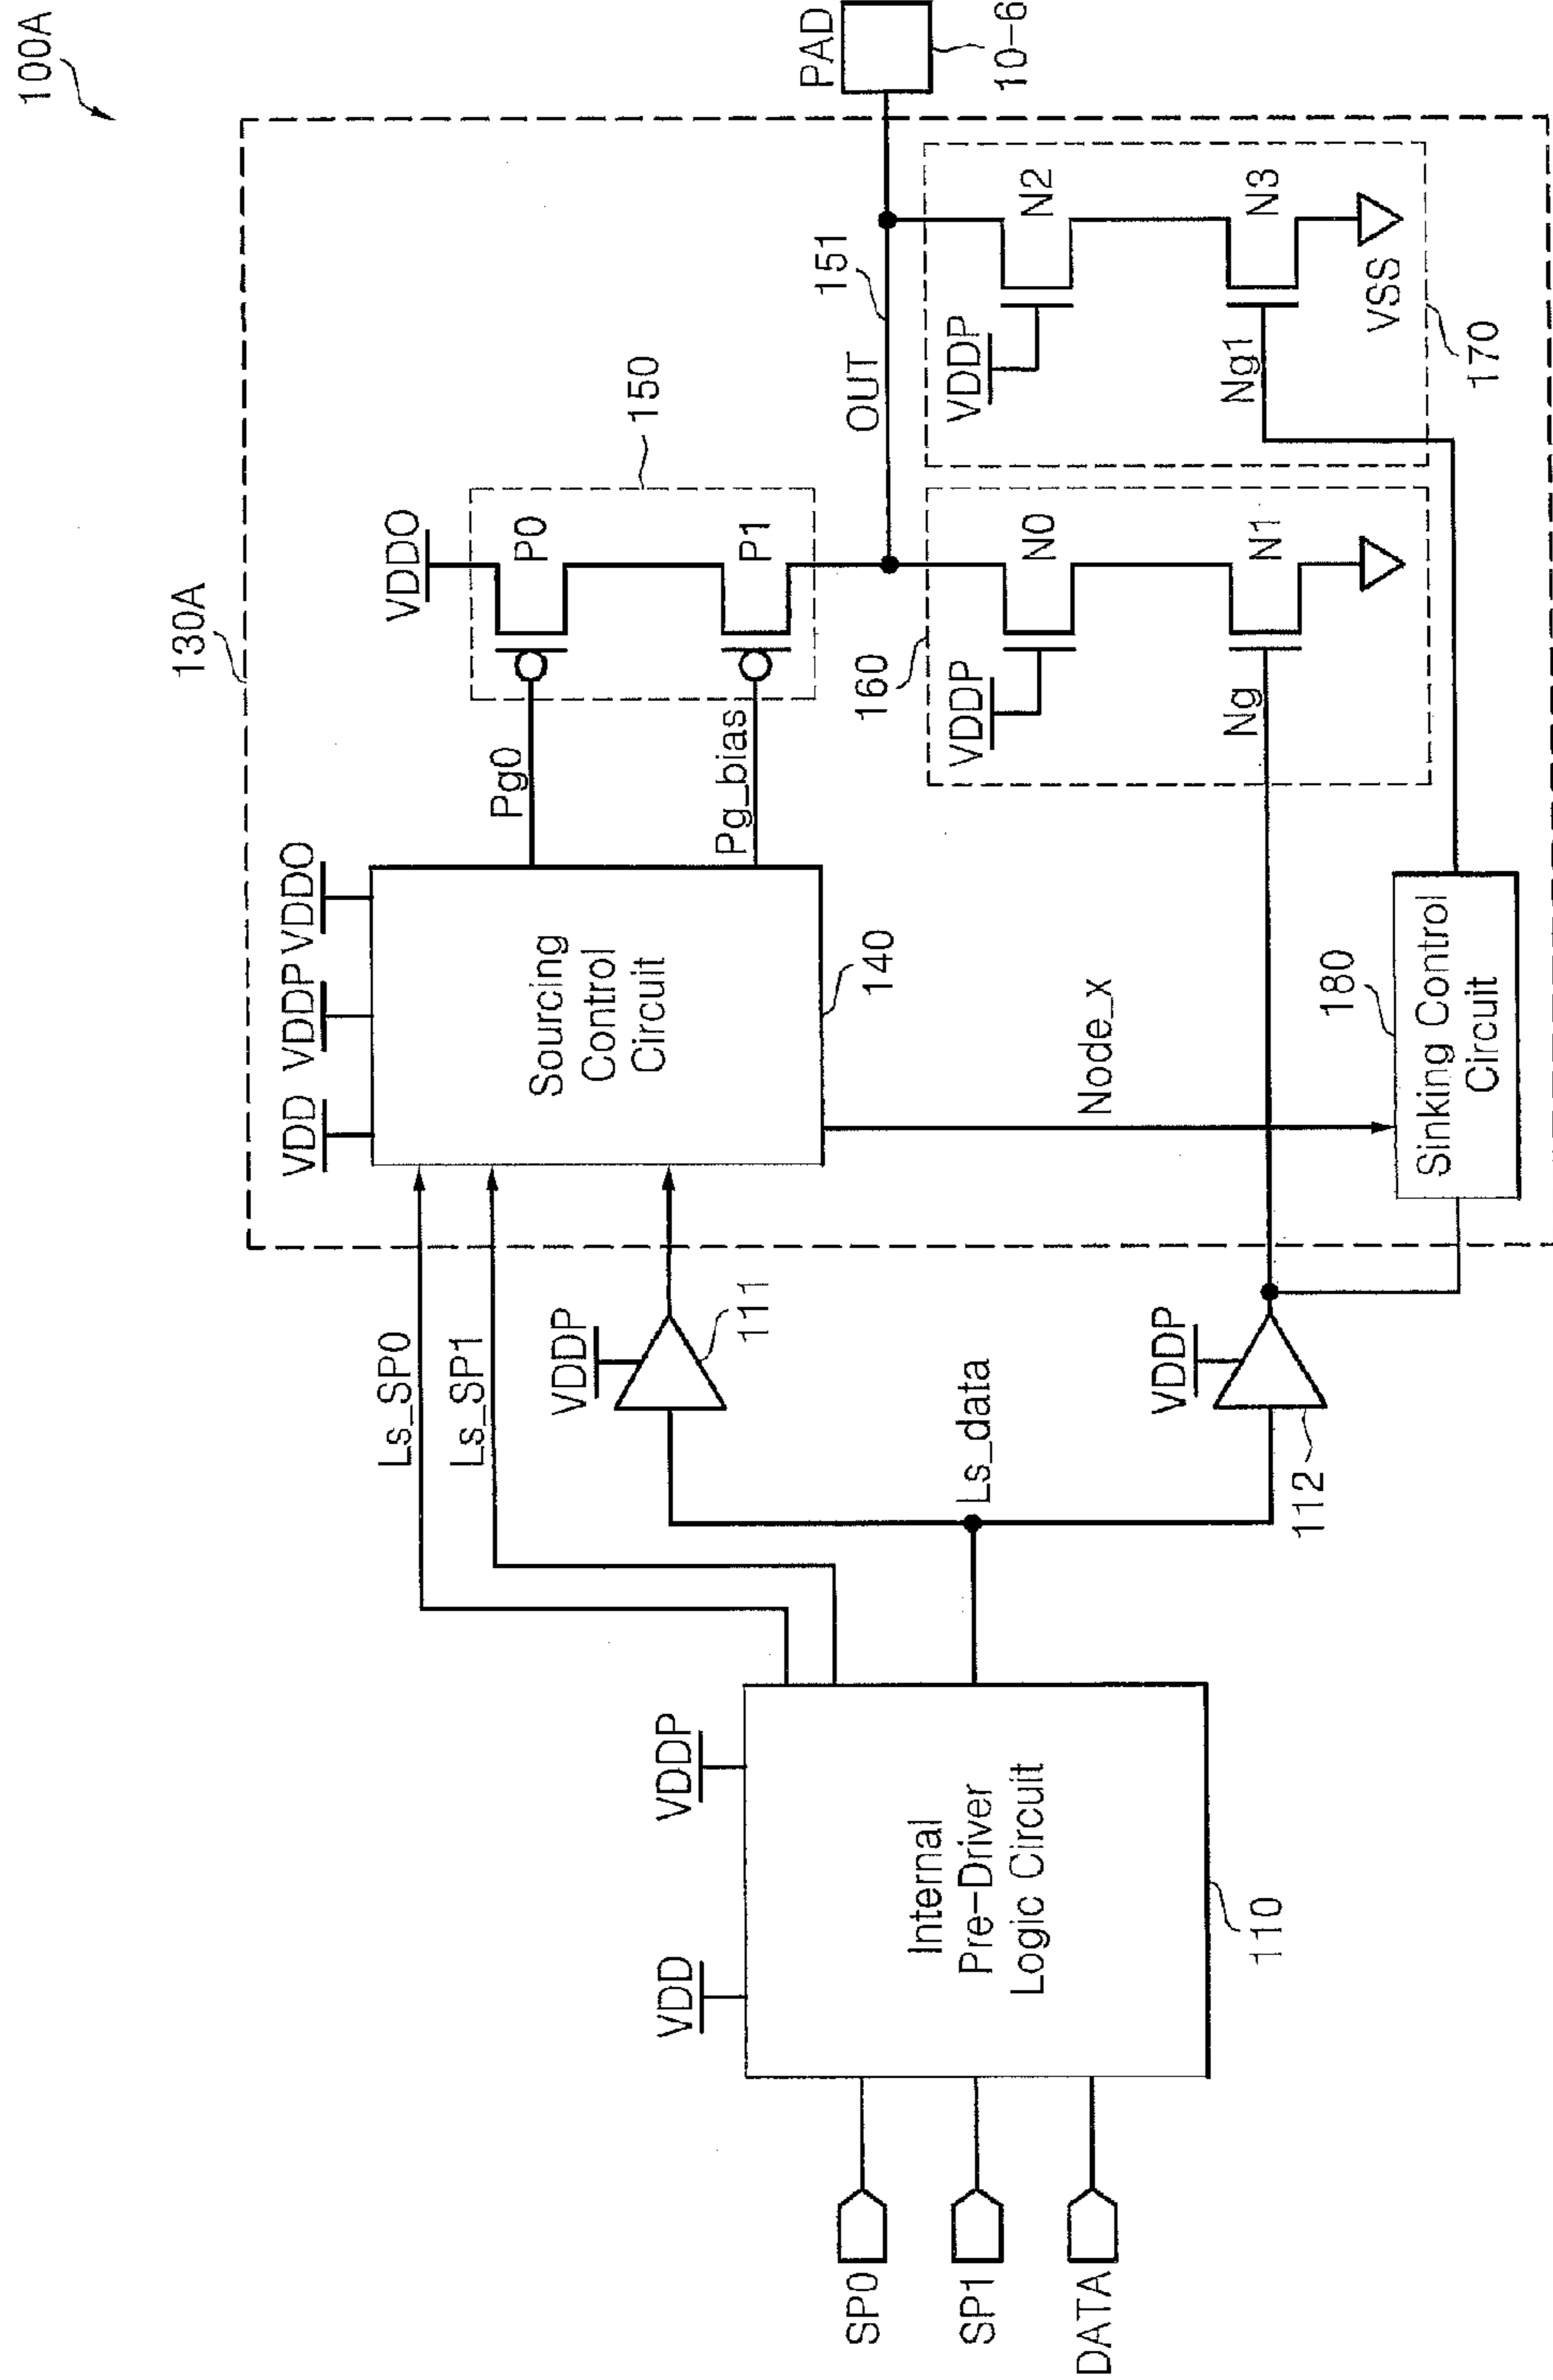 100A
130A
VDD
VDDP
VDDO
VDDO
Ls_SP0
Ls_SP1
Pg0
P0
150
Sourcing
Control
Circuit
VDDP
111
Pg_bias
P1
140
VDD
VDDP
SP0
SP1
DATA
Internal
Pre-Driver
Logic Circuit
110
Ls_data
OUT
151
PAD
10-6
160
VDDP
N0
VDDP
N2
Node_x
VDDP
112
Ng
N1
Ng1
N3
VSS
170
180
Sinking Control
Circuit